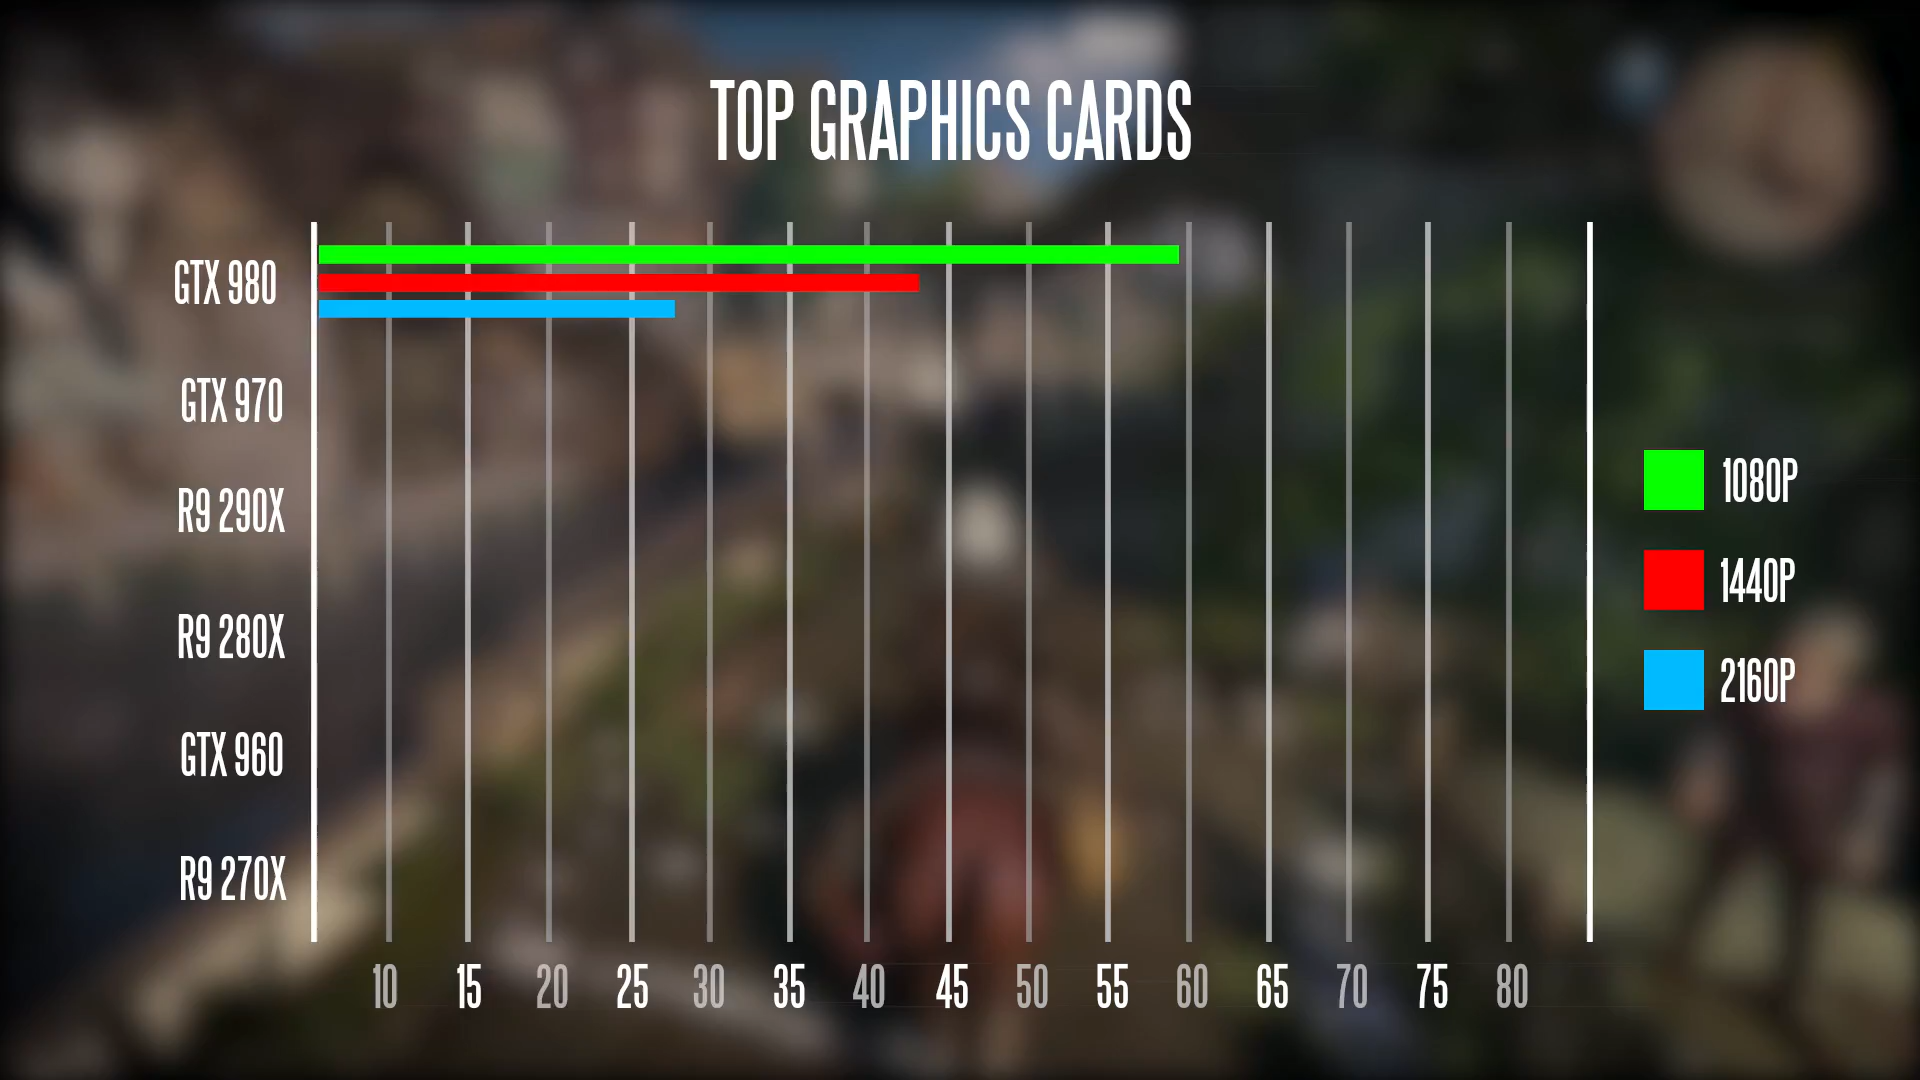 TOP GRAPHICS CARDS
GTX 980
GTX 970
R9 290X
R9 280X
GTX 960
R9 270X
10 15 20 25 30 35 40 45 50 55 60 65 70 75 80
1080P
1440P
2160P